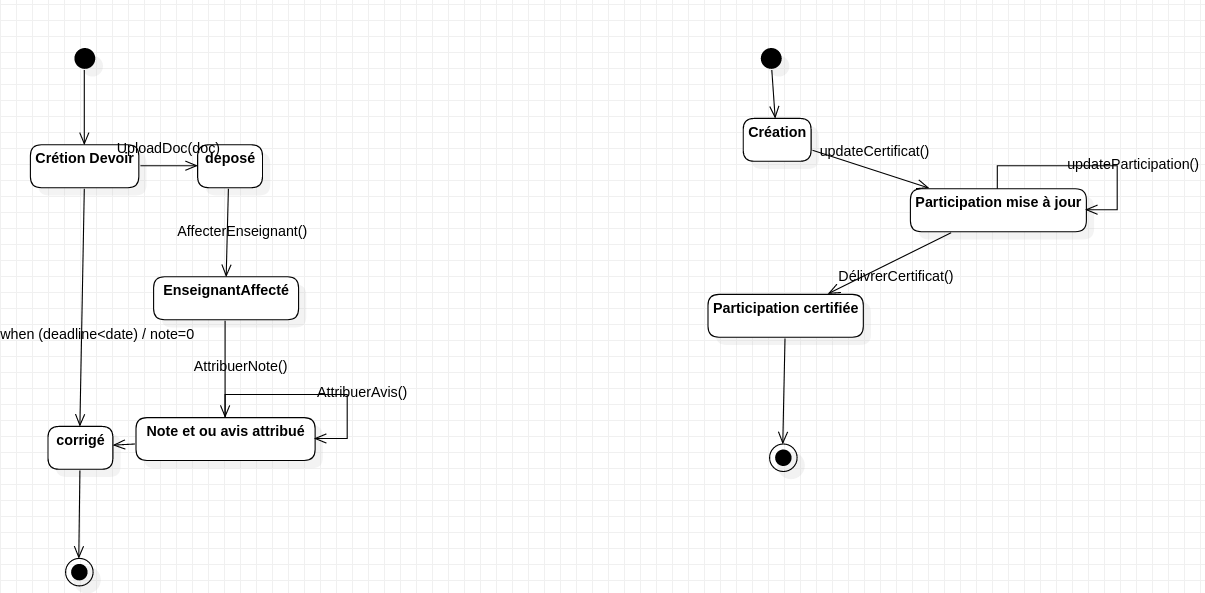 UploadDoc(doc)
Crétion Devoir
déposé
AffecterEnseignant()
EnseignantAffecté
when (deadline<date) / note=0
AttribuerNote()
AttribuerAvis()
Note et ou avis attribué
corrigé
Création
updateCertificat()
updateParticipation()
Participation mise à jour
DélivrerCertificat()
Participation certifiée